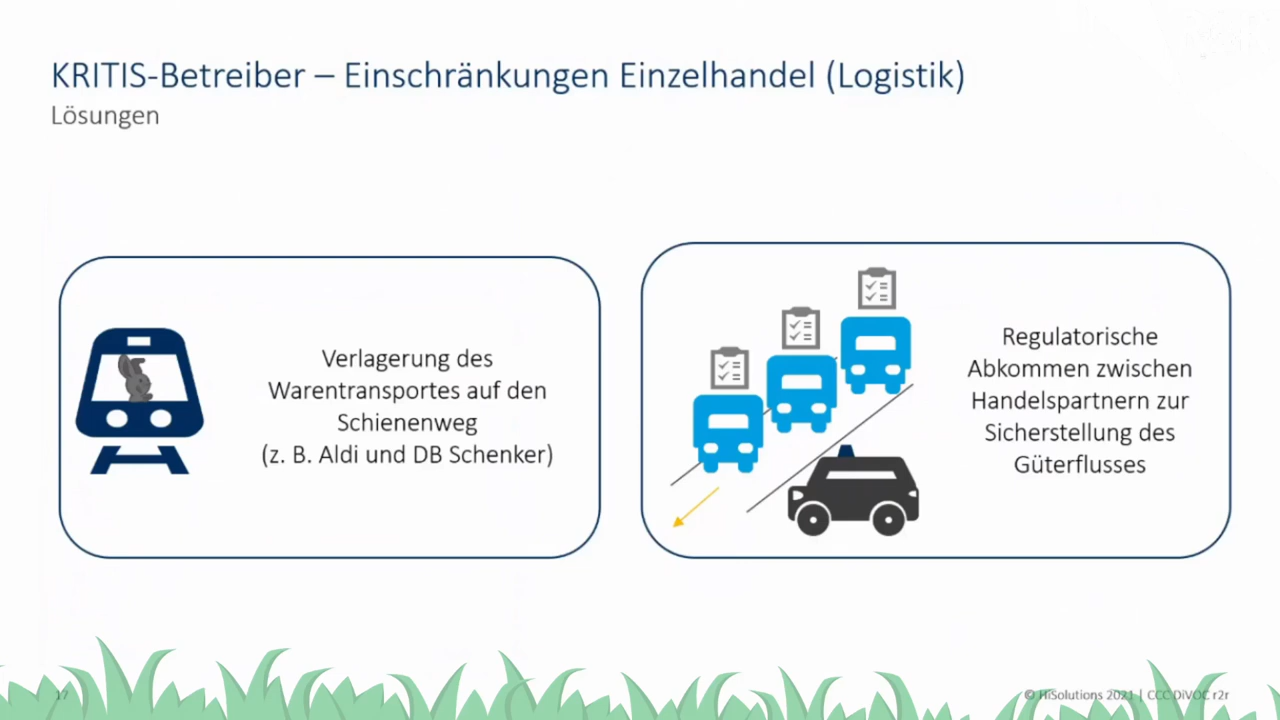 KRITIS-Betreiber – Einschränkungen Einzelhandel (Logistik)
Lösungen
Verlagerung des
Warentransportes auf den
Schienenweg
(z. B. Aldi und DB Schenker)
Regulatorische
Abkommen zwischen
Handelspartnern zur
Sicherstellung des
Güterflusses
17
© HiSolutions 2021 | CCC DiVOC r2r